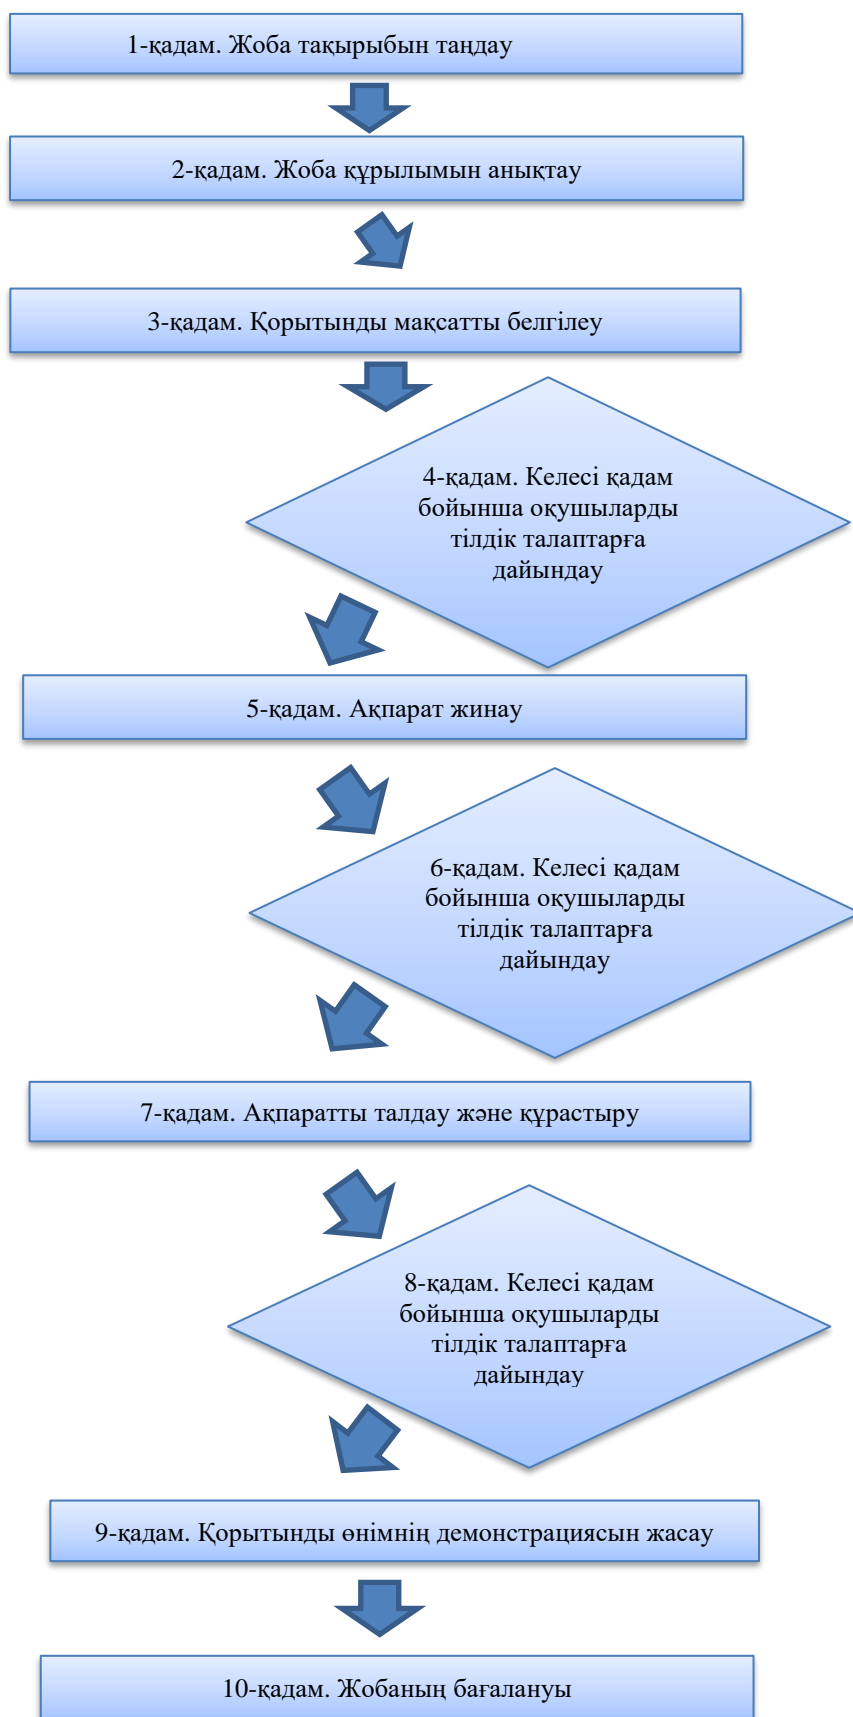 1-қадам. Жоба тақырыбын таңдау
2-қадам. Жоба құрылымын анықтау
3-қадам. Қорытынды мақсатты белгілеу
4-қадам. Келесі қадам
бойынша оқушыларды
тілдік талаптарға
дайындау
5-қадам. Ақпарат жинау
6-қадам. Келесі қадам
бойынша оқушыларды
тілдік талаптарға
дайындау
7-қадам. Ақпаратты талдау және құрастыру
8-қадам. Келесі қадам
бойынша оқушыларды
тілдік талаптарға
дайындау
9-қадам. Қорытынды өнімнің демонстрациясын жасау
10-қадам. Жобаның бағалануы